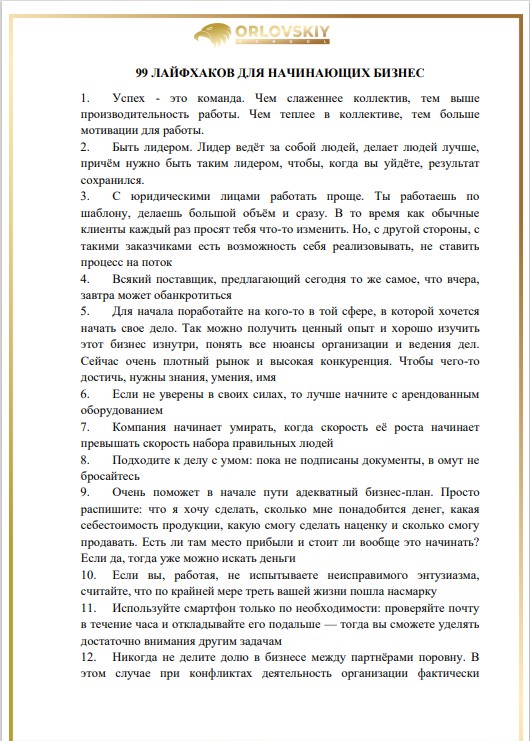 ORLOVSKIY
SCHOOL
99 ЛАЙФХАКОВ ДЛЯ НАЧИНАЮЩИХ БИЗНЕС
1. Успех - это команда. Чем слаженнее коллектив, тем выше
производительность работы. Чем теплее в коллективе, тем больше
мотивации для работы.
2. Быть лидером. Лидер ведёт за собой людей, делает людей лучше,
причём нужно быть таким лидером, чтобы, когда вы уйдёте, результат
сохранился.
3. С юридическими лицами работать проще. Ты работаешь по
шаблону, делаешь большой объём и сразу. В то время как обычные
клиенты каждый раз просят тебя что-то изменить. Но, с другой стороны, с
такими заказчиками есть возможность себя реализовывать, не ставить
процесс на поток
4. Всякий поставщик, предлагающий сегодня то же самое, что вчера,
завтра может обанкротиться
5. Для начала поработайте на кого-то в той сфере, в которой хочется
начать свое дело. Так можно получить ценный опыт и хорошо изучить
этот бизнес изнутри, понять все нюансы организации и ведения дел.
Сейчас очень плотный рынок и высокая конкуренция. Чтобы чего-то
достичь, нужны знания, умения, имя
6. Если не уверены в своих силах, то лучше начните с арендованным
оборудованием
7. Компания начинает умирать, когда скорость её роста начинает
превышать скорость набора правильных людей
8. Подходите к делу с умом: пока не подписаны документы, в омут не
бросайтесь
9. Очень поможет в начале пути адекватный бизнес-план. Просто
распишите: что я хочу сделать, сколько мне понадобится денег, какая
себестоимость продукции, какую смогу сделать наценку и сколько смогу
продавать. Есть ли там место прибыли и стоит ли вообще это начинать?
Если да, тогда уже можно искать деньги
10. Если вы, работая, не испытываете неисправимого энтузиазма,
считайте, что по крайней мере треть вашей жизни пошла насмарку
11. Используйте смартфон только по необходимости: проверяйте почту
в течение часа и откладывайте его подальше — тогда вы сможете уделять
достаточно внимания другим задачам
12. Никогда не делите долю в бизнесе между партнёрами поровну. В
этом случае при конфликтах деятельность организации фактически